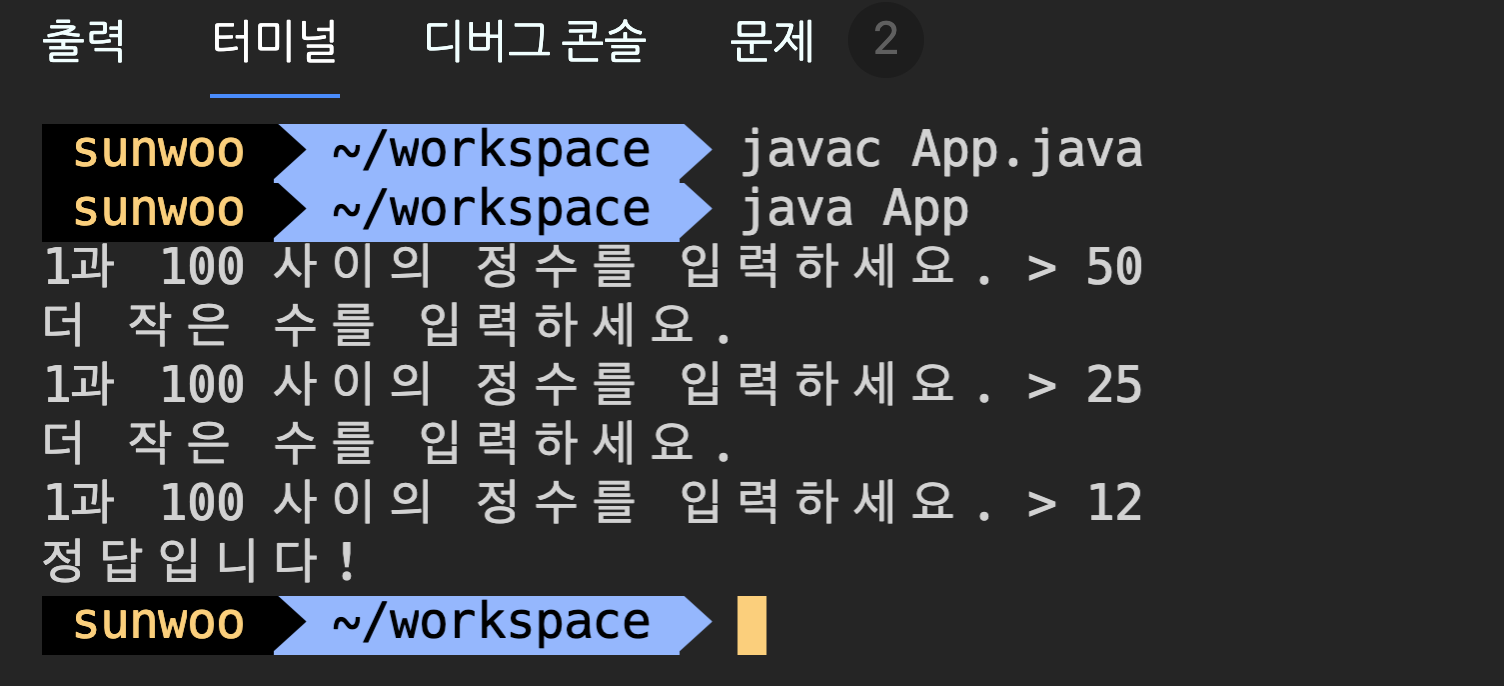 출력 터미널 디버그 콘솔 문제 2
sunwoo ~/workspace javac App.java
sunwoo ~/workspace java App
1과 100 사이의 정수를 입력하세요. > 50
더 작은 수를 입력하세요.
1과 100 사이의 정수를 입력하세요. > 25
더 작은 수를 입력하세요.
1과 100 사이의 정수를 입력하세요. > 12
정답입니다!
sunwoo ~/workspace